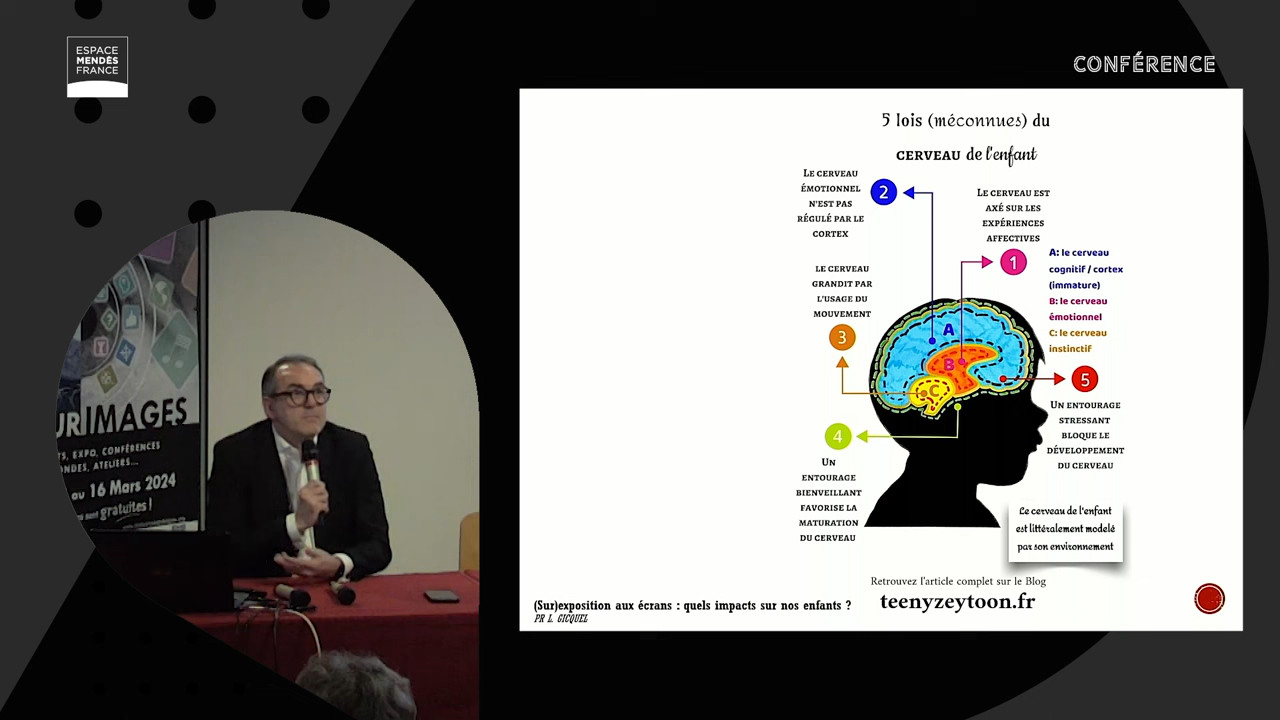 ESPACE
MENDÈS
FRANCE
CONFÉRENCE
5 lois (méconnues) du
CERVEAU de l'enfant
LE CERVEAU
ÉMOTIONNEL
N'EST PAS
RÉGULÉ PAR LE
CORTEX
2
LE CERVEAU EST
AXÉ SUR LES
EXPÉRIENCES
AFFECTIVES
1
A: le cerveau
cognitif / cortex
(immature)
B: le cerveau
émotionnel
C: le cerveau
instinctif
LE CERVEAU
GRANDIT PAR
L'USAGE DU
MOUVEMENT
3
A
B
C
5
UN ENTOURAGE
STRESSANT
BLOQUE LE
DÉVELOPPEMENT
DU CERVEAU
4
UN
ENTOURAGE
BIENVEILLANT
FAVORISE LA
MATURATION
DU CERVEAU
Le cerveau de l'enfant
est littéralement modelé
par son environnement
Retrouvez l'article complet sur le Blog
teenyzeytoon.fr
(Sur)exposition aux écrans : quels impacts sur nos enfants ?
PR L. GICQUEL
URIMAGES
TS, EXPO, CONFÉRENCES
ONDES, ATELIERS...
au 16 Mars 2024
sont gratuites !